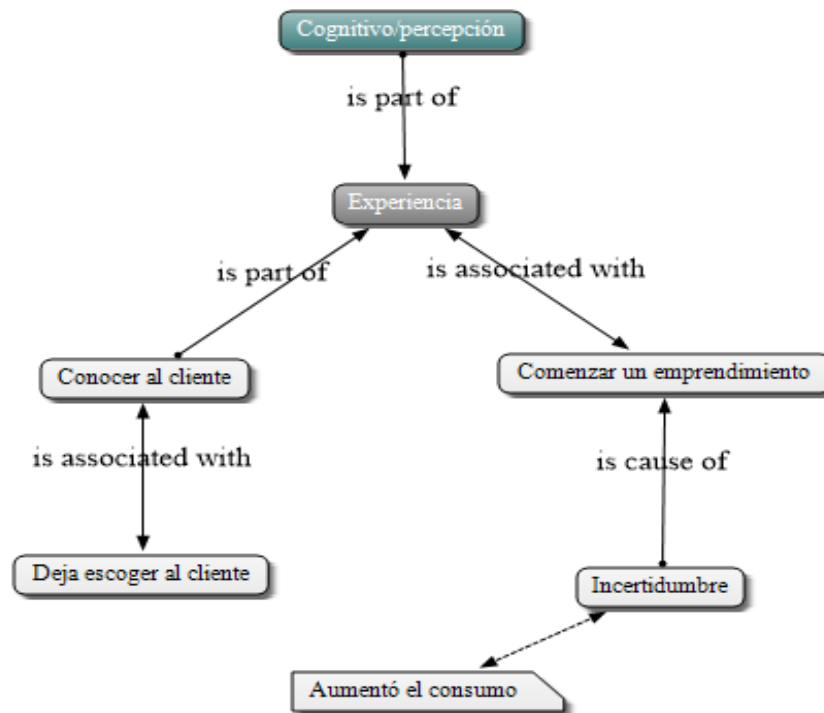 Cognitivo/percepción
is part of
Experiencia
is part of
is associated with
Conocer al cliente
Comenzar un emprendimiento
is associated with
is cause of
Deja escoger al cliente
Incertidumbre
Aumentó el consumo